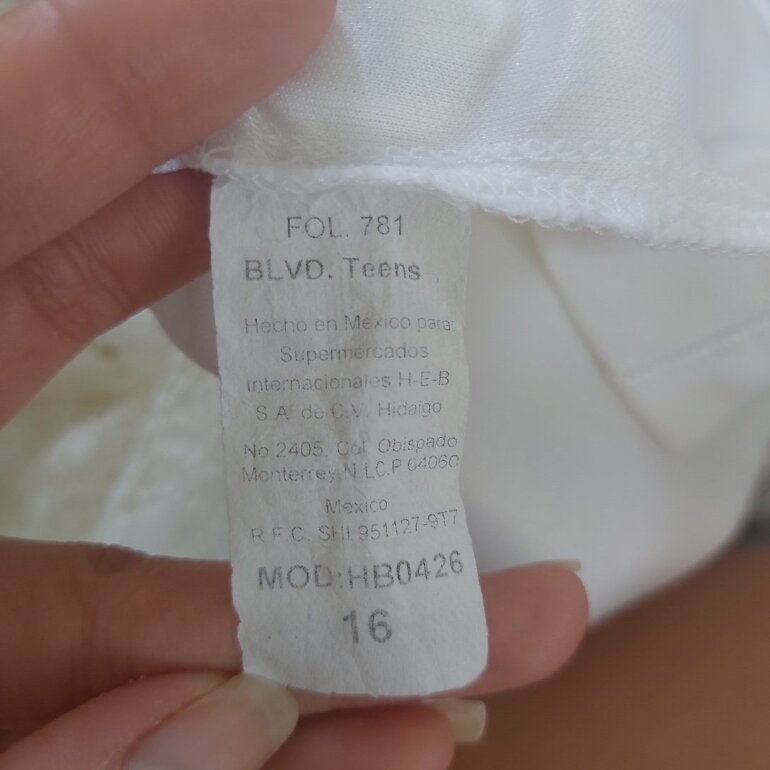 FOL. 781
BLVD. Teens
Hecho en México para:
Supermercados
internacionales H-E-B
S.A. de C.V. Hidalgo
No 2405, Col. Obispado
Monterrey N.L C.P 64060
Mexico
R.F.C. SHI 951127-9T7
MOD:HB0426
16